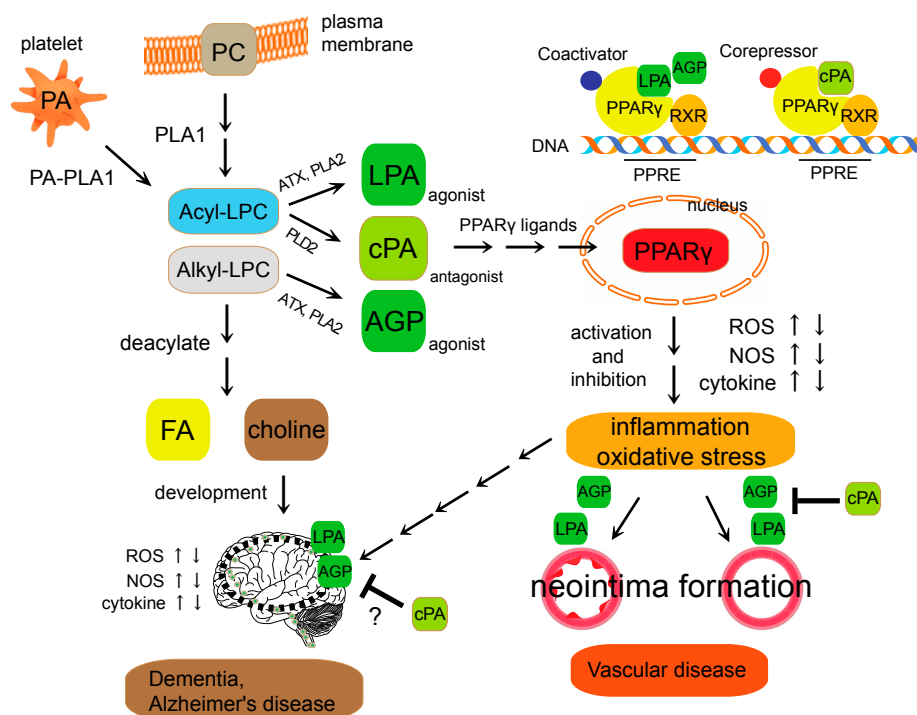 platelet
PA
PC
plasma
membrane
PLA1
PA-PLA1
Acyl-LPC
Alkyl-LPC
ATX, PLA2
PLD2
ATX, PLA2
LPA
agonist
cPA
antagonist
AGP
agonist
PPARγ ligands
Coactivator
LPA
AGP
PPARγ
RXR
Corepressor
cPA
PPARγ
RXR
DNA
PPRE
PPRE
nucleus
PPARγ
deacylate
FA
choline
development
activation
and
inhibition
ROS ↑ ↓
NOS ↑ ↓
cytokine ↑ ↓
inflammation
oxidative stress
AGP
LPA
AGP
LPA
cPA
neointima formation
Vascular disease
ROS ↑ ↓
NOS ↑ ↓
cytokine ↑ ↓
LPA
AGP
?
cPA
Dementia,
Alzheimer's disease